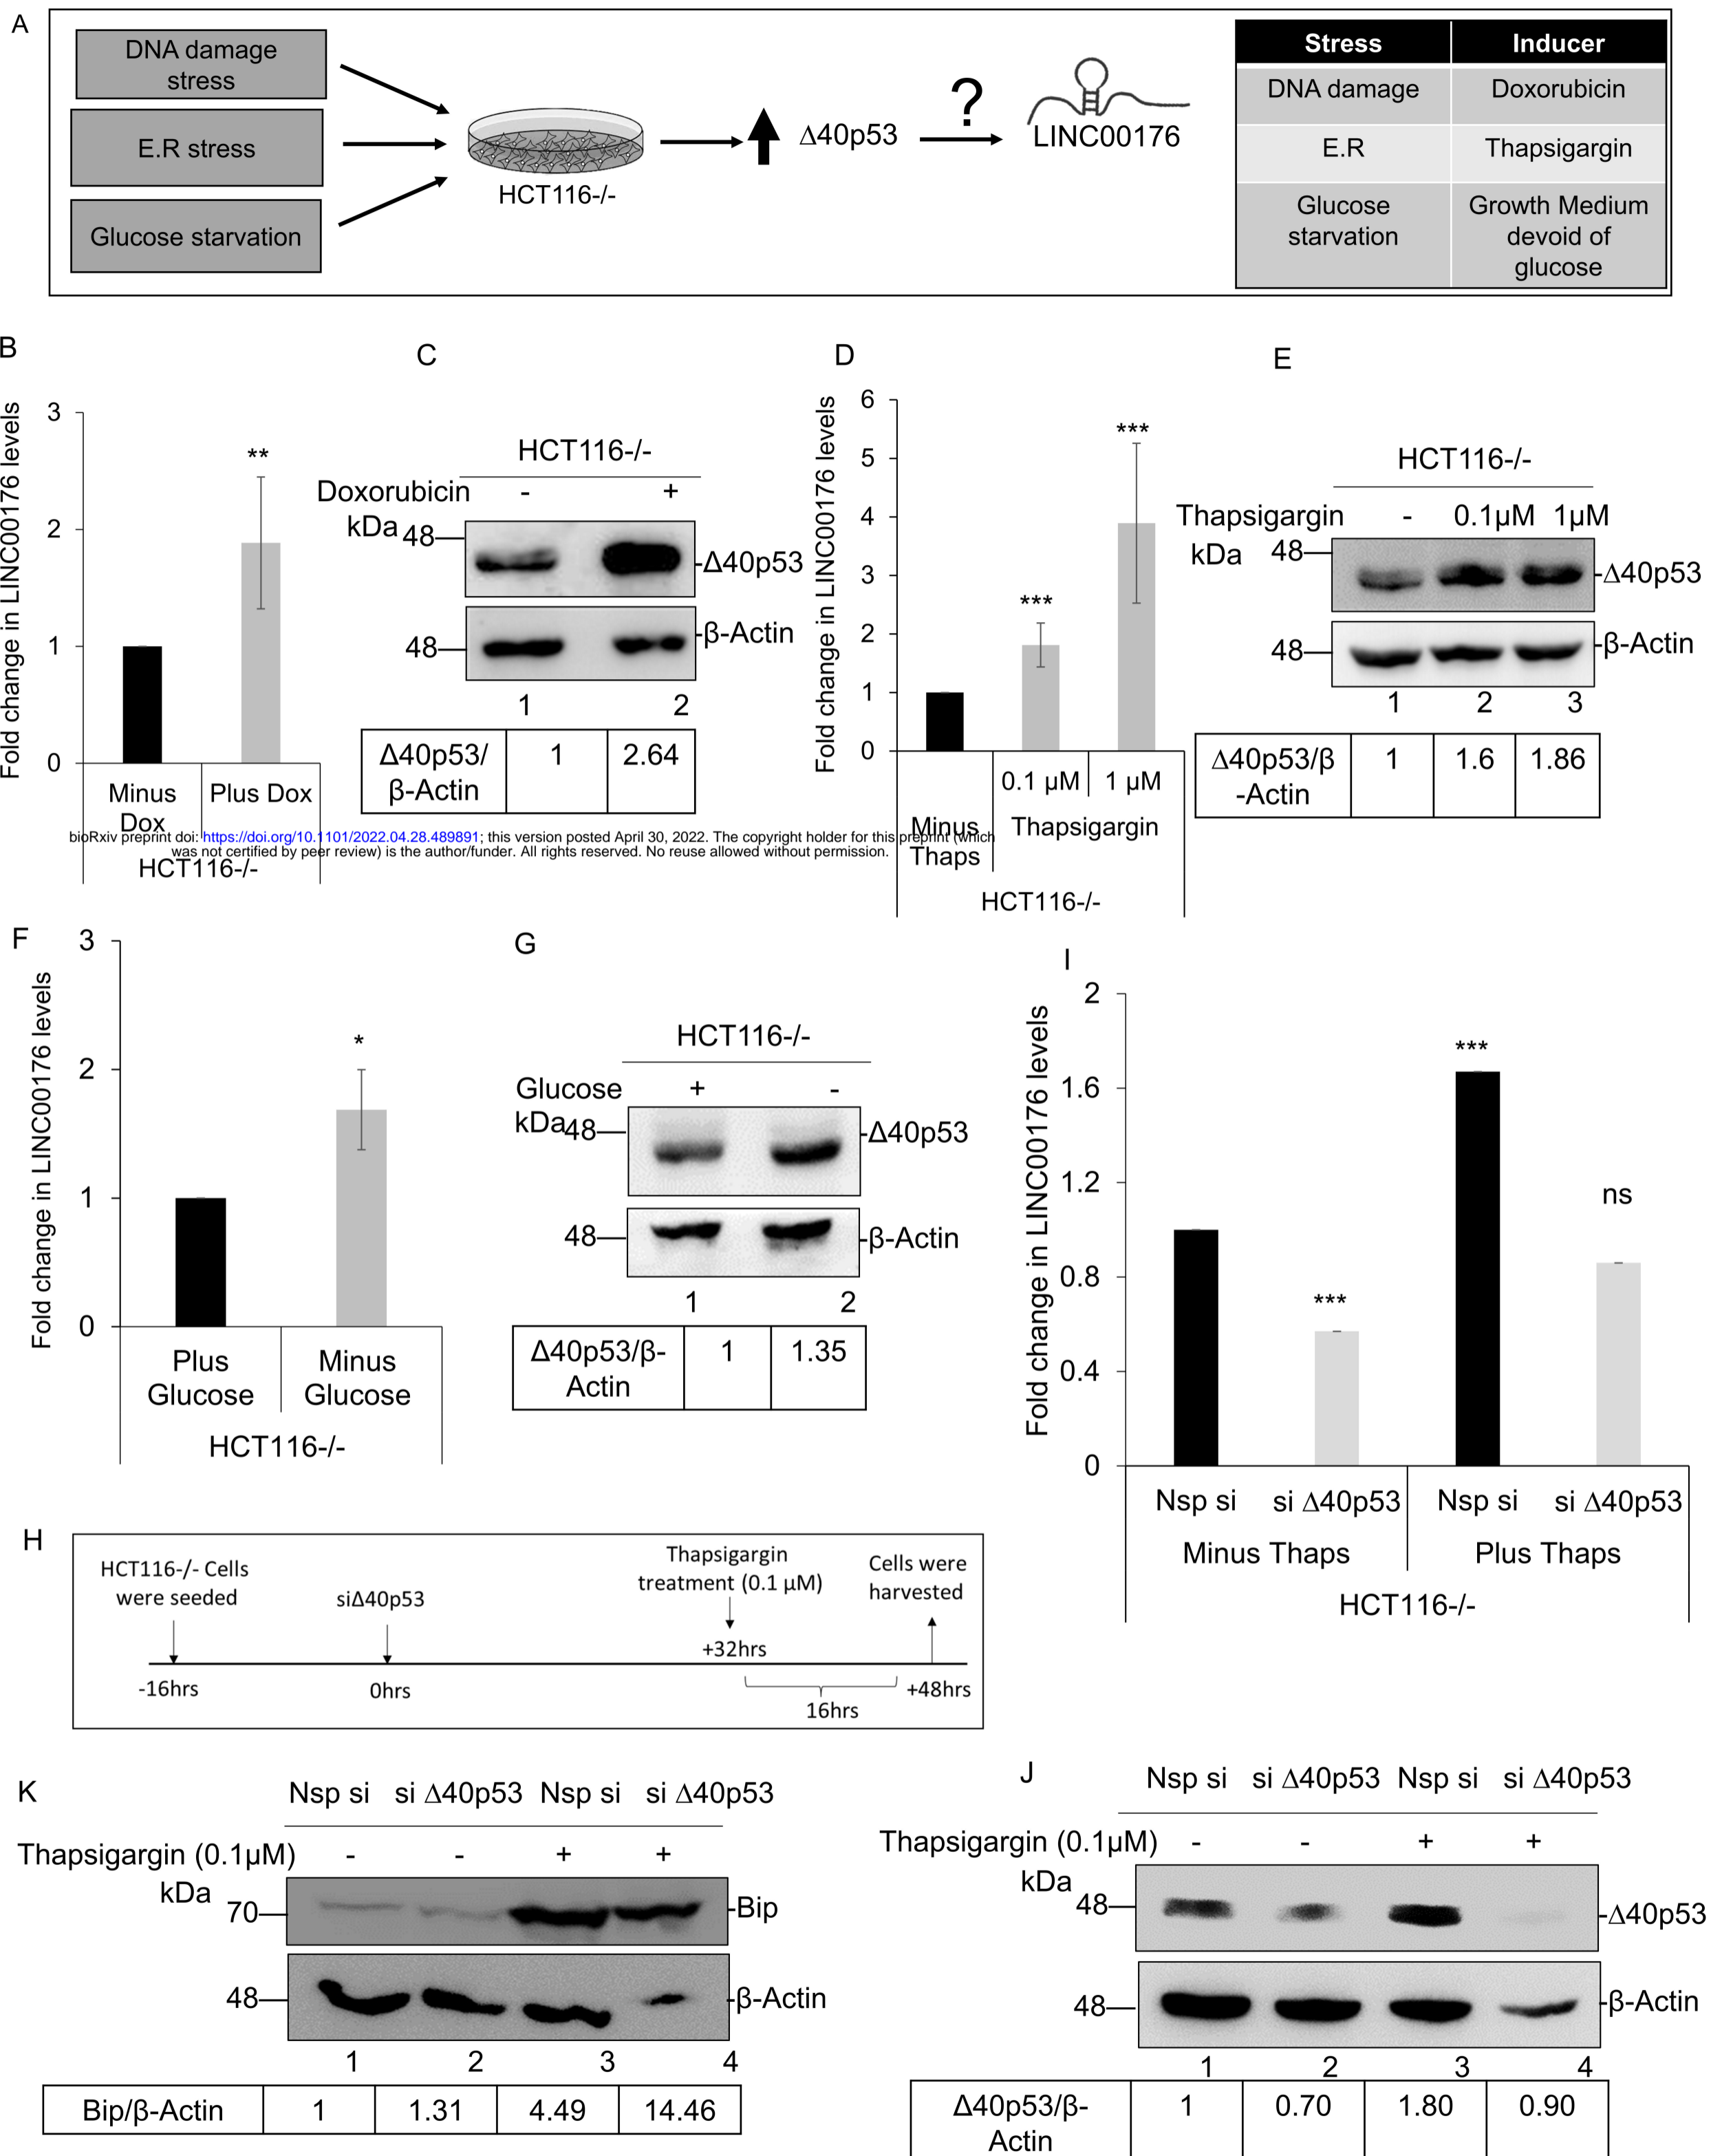 A
DNA damage
stress
E.R stress
Glucose starvation
HCT116-/-
Δ40p53
?
LINC00176
Stress Inducer
DNA damage Doxorubicin
E.R Thapsigargin
Glucose
starvation
Growth Medium
devoid of
glucose
B
Fold change in LINC00176 levels
3
2
1
0
**
Minus
Dox
Plus Dox
HCT116-/-
C
HCT116-/-
Doxorubicin - +
kDa
48
Δ40p53
48
β-Actin
1 2
Δ40p53/
β-Actin
1 2.64
D
Fold change in LINC00176 levels
6
5
4
3
2
1
0
***
***
0.1 µM 1 µM
Minus
Thaps
Thapsigargin
HCT116-/-
E
HCT116-/-
Thapsigargin - 0.1µM 1µM
kDa
48
Δ40p53
48
β-Actin
1 2 3
Δ40p53/β
-Actin
1 1.6 1.86
bioRxiv preprint doi: https://doi.org/10.1101/2022.04.28.489891; this version posted April 30, 2022. The copyright holder for this preprint (which
was not certified by peer review) is the author/funder. All rights reserved. No reuse allowed without permission.
F
Fold change in LINC00176 levels
3
2
1
0
*
Plus
Glucose
Minus
Glucose
HCT116-/-
G
HCT116-/-
Glucose + -
kDa
48
Δ40p53
48
β-Actin
1 2
Δ40p53/β-
Actin
1 1.35
I
Fold change in LINC00176 levels
2
1.6
1.2
0.8
0.4
0
***
***
ns
Nsp si si Δ40p53 Nsp si si Δ40p53
Minus Thaps Plus Thaps
HCT116-/-
H
HCT116-/- Cells
were seeded
siΔ40p53
Thapsigargin
treatment (0.1 µM)
Cells were
harvested
+32hrs
-16hrs 0hrs +48hrs
16hrs
K
Nsp si si Δ40p53 Nsp si si Δ40p53
Thapsigargin (0.1µM) - - + +
kDa
70
Bip
48
β-Actin
1 2 3 4
Bip/β-Actin 1 1.31 4.49 14.46
J
Nsp si si Δ40p53 Nsp si si Δ40p53
Thapsigargin (0.1µM) - - + +
kDa
48
Δ40p53
48
β-Actin
1 2 3 4
Δ40p53/β-
Actin
1 0.70 1.80 0.90